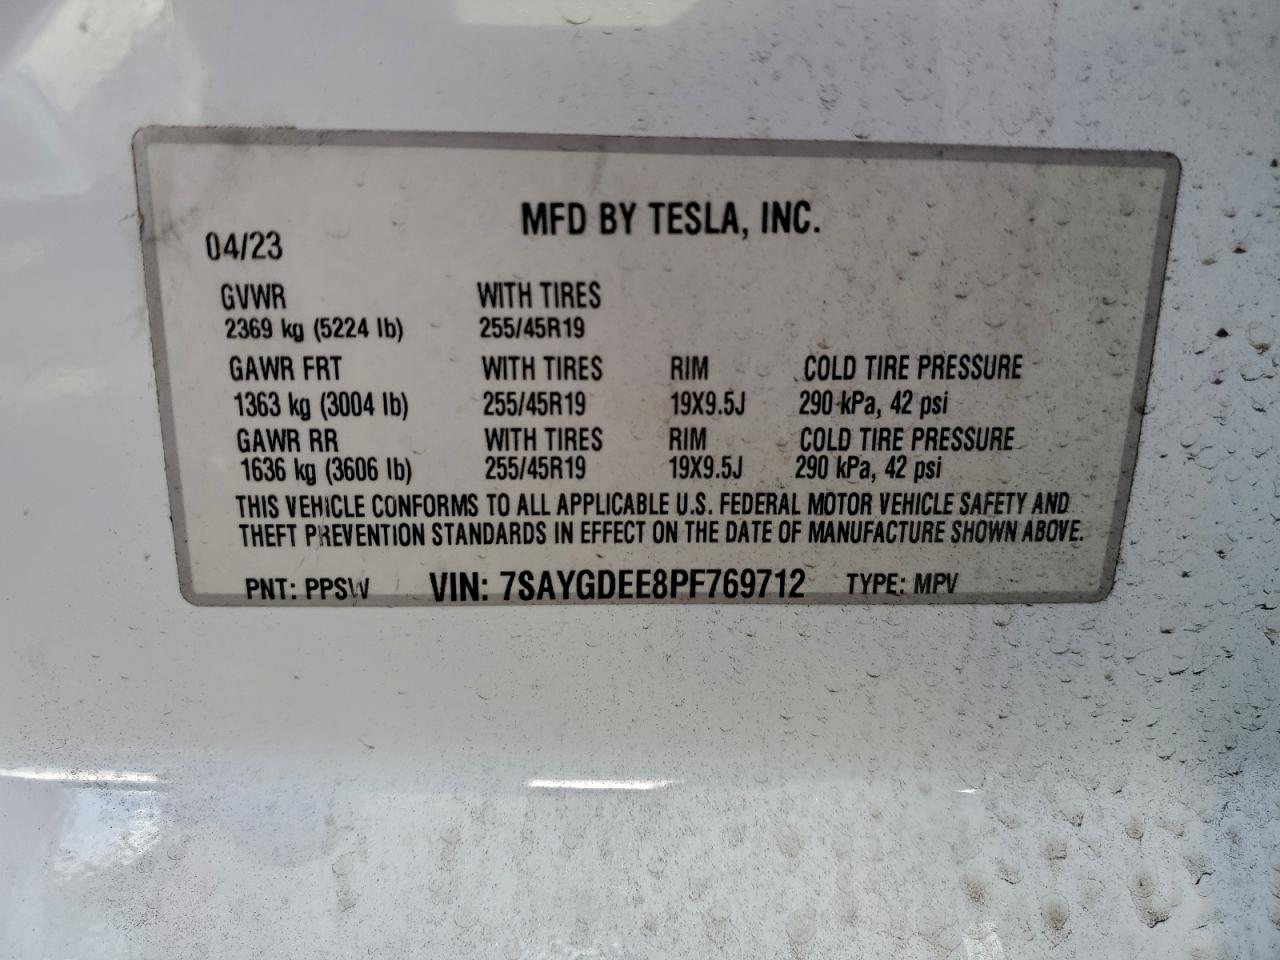 MFD BY TESLA, INC.
04/23
GVWR WITH TIRES
2369 kg (5224 lb) 255/45R19
GAWR FRT WITH TIRES RIM COLD TIRE PRESSURE
1363 kg (3004 lb) 255/45R19 19X9.5J 290 kPa, 42 psi
GAWR RR WITH TIRES RIM COLD TIRE PRESSURE
1636 kg (3606 lb) 255/45R19 19X9.5J 290 kPa, 42 psi
THIS VEHICLE CONFORMS TO ALL APPLICABLE U.S. FEDERAL MOTOR VEHICLE SAFETY AND
THEFT PREVENTION STANDARDS IN EFFECT ON THE DATE OF MANUFACTURE SHOWN ABOVE.
PNT: PPSW VIN: 7SAYGDEE8PF769712 TYPE: MPV